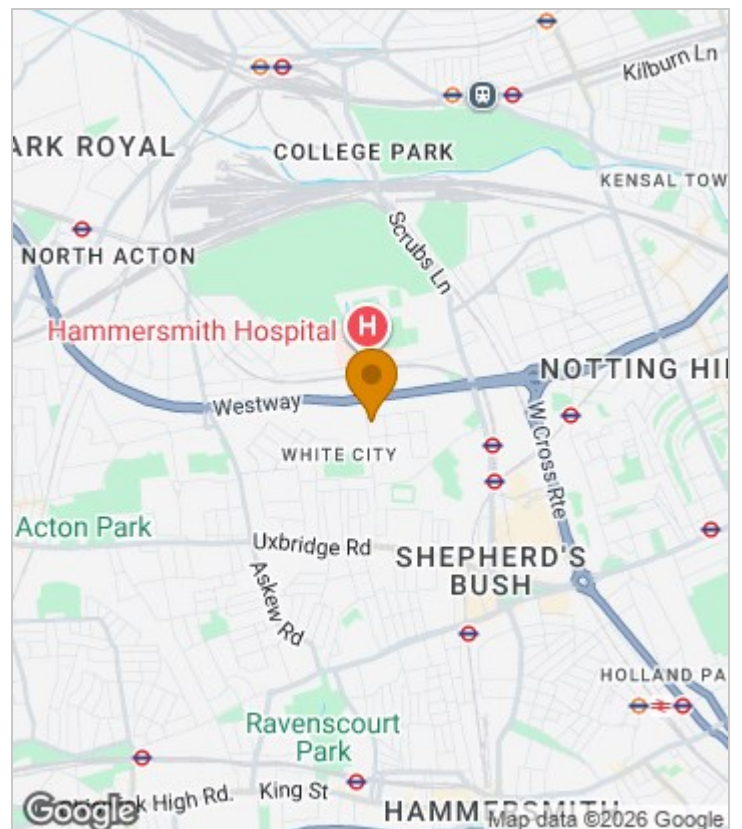 Kilburn Ln
ARK ROYAL
COLLEGE PARK
KENSAL TOW
Scrubs Ln
NORTH ACTON
Hammersmith Hospital
H
NOTTING HI
Westway
W Cross Rte
WHITE CITY
Acton Park
Uxbridge Rd
SHEPHERD'S
BUSH
Askew Rd
HOLLAND PA
Ravenscourt
Park
King St
High Rd.
HAMMERSMITH
Google
Map data ©2026 Google